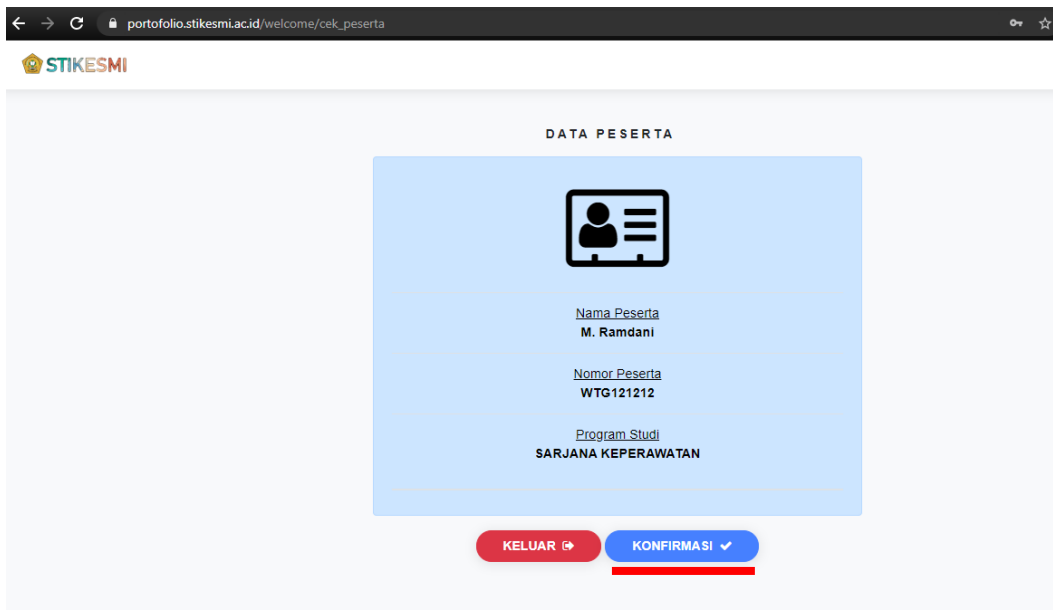 portofolio.stikesmi.ac.id/welcome/cek_peserta
STIKESMI
DATA PESERTA
Nama Peserta
M. Ramdani
Nomor Peserta
WTG121212
Program Studi
SARJANA KEPERAWATAN
KELUAR KONFIRMASI